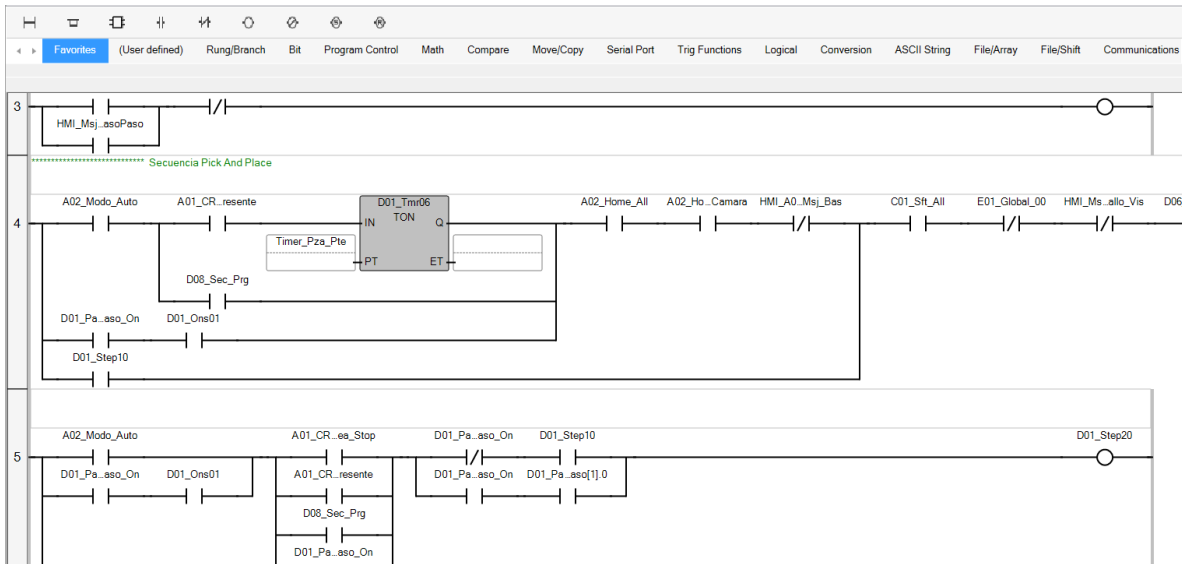 S R
Favorites (User defined) Rung/Branch Bit Program Control Math Compare Move/Copy Serial Port Trig Functions Logical Conversion ASCII String File/Array File/Shift Communications
3
HMI_Msj...asoPaso
**************************** Secuencia Pick And Place
A02_Modo_Auto A01_CR...resente D01_Tmr06 A02_Home_All A02_Ho...Camara HMI_A0...Msj_Bas C01_Sft_All E01_Global_00 HMI_Ms...allo_Vis D06
4
TON
IN Q
Timer_Pza_Pte
PT ET
D08_Sec_Prg
D01_Pa...aso_On D01_Ons01
D01_Step10
A02_Modo_Auto A01_CR...ea_Stop D01_Pa...aso_On D01_Step10 D01_Step20
5
D01_Pa...aso_On D01_Ons01 A01_CR...resente D01_Pa...aso_On D01_Pa...aso[1].0
D08_Sec_Prg
D01_Pa...aso_On